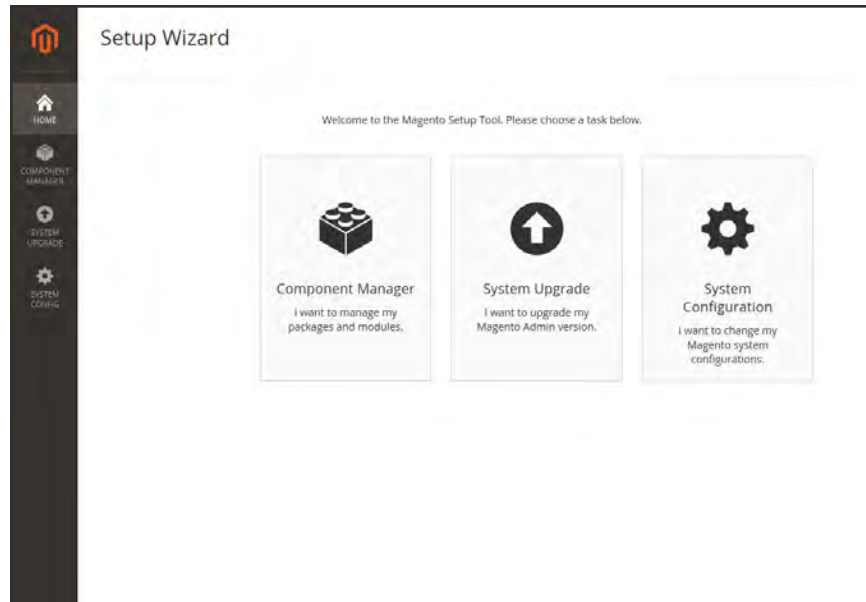 Setup Wizard
HOME
COMPONENT
MANAGER
SYSTEM
UPGRADE
SYSTEM
CONFIG
Welcome to the Magento Setup Tool. Please choose a task below.
Component Manager
I want to manage my
packages and modules.
System Upgrade
I want to upgrade my
Magento Admin version.
System
Configuration
I want to change my
Magento system
configurations.